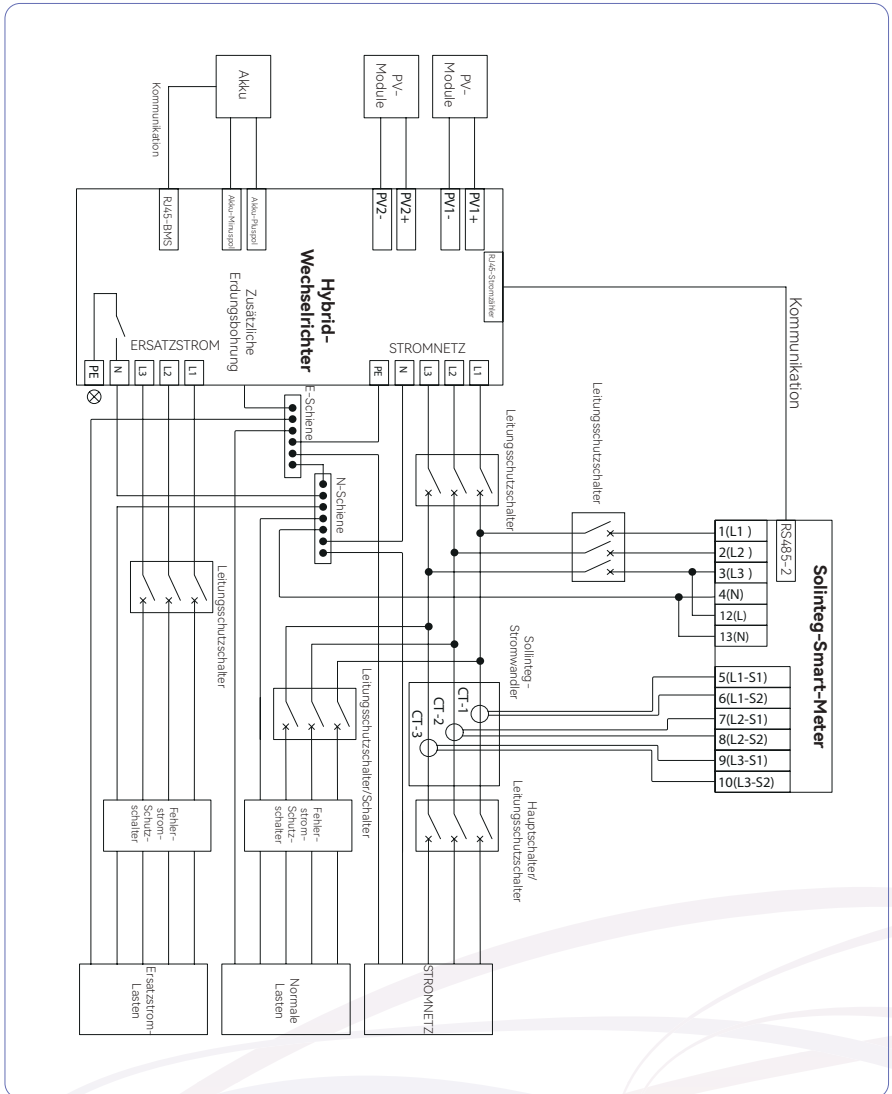 Akku
PV-
Module
PV-
Module
Kommunikation
RJ45-BMS
Akku-Minuspol
Akku-Pluspol
PV2-
PV2+
PV1-
PV1+
RJ45-Stromzähler
Hybrid-
Wechselrichter
Zusätzliche
Erdungsbohrung
ERSATZSTROM
STROMNETZ
PE
N
L3
L2
L1
PE
N
L3
L2
L1
Kommunikation
E-Schiene
N-Schiene
Leitungsschutzschalter
Leitungsschutzschalter
Leitungsschutzschalter
Solinteg-Smart-Meter
RS485-2
1(L1 )
2(L2 )
3(L3 )
4(N)
12(L)
13(N)
5(L1-S1)
6(L1-S2)
7(L2-S1)
8(L2-S2)
9(L3-S1)
10(L3-S2)
Sollinteg-
Stromwandler
CT-1
CT-2
CT-3
Leitungsschutzschalter/Schalter
Hauptschalter/
Leitungsschutzschalter
Fehler-
strom-
Schutz-
schalter
Fehler-
strom-
Schutz-
schalter
Ersatzstrom-
Lasten
Normale
Lasten
STROMNETZ